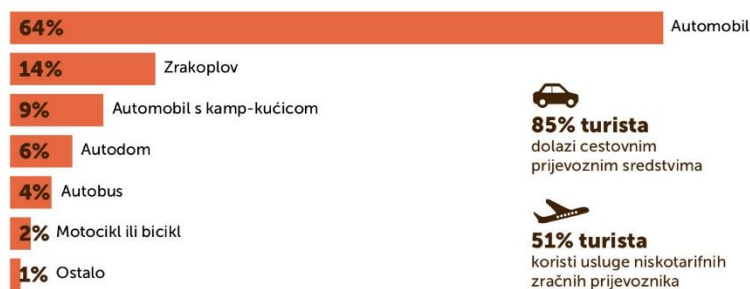 64% Automobil
14% Zrakoplov
9% Automobil s kamp-kućicom
6% Autodom
4% Autobus
2% Motocikl ili bicikl
1% Ostalo
85% turista
dolazi cestovnim
prijevoznim sredstvima
51% turista
koristi usluge niskotarifnih
zračnih prijevoznika